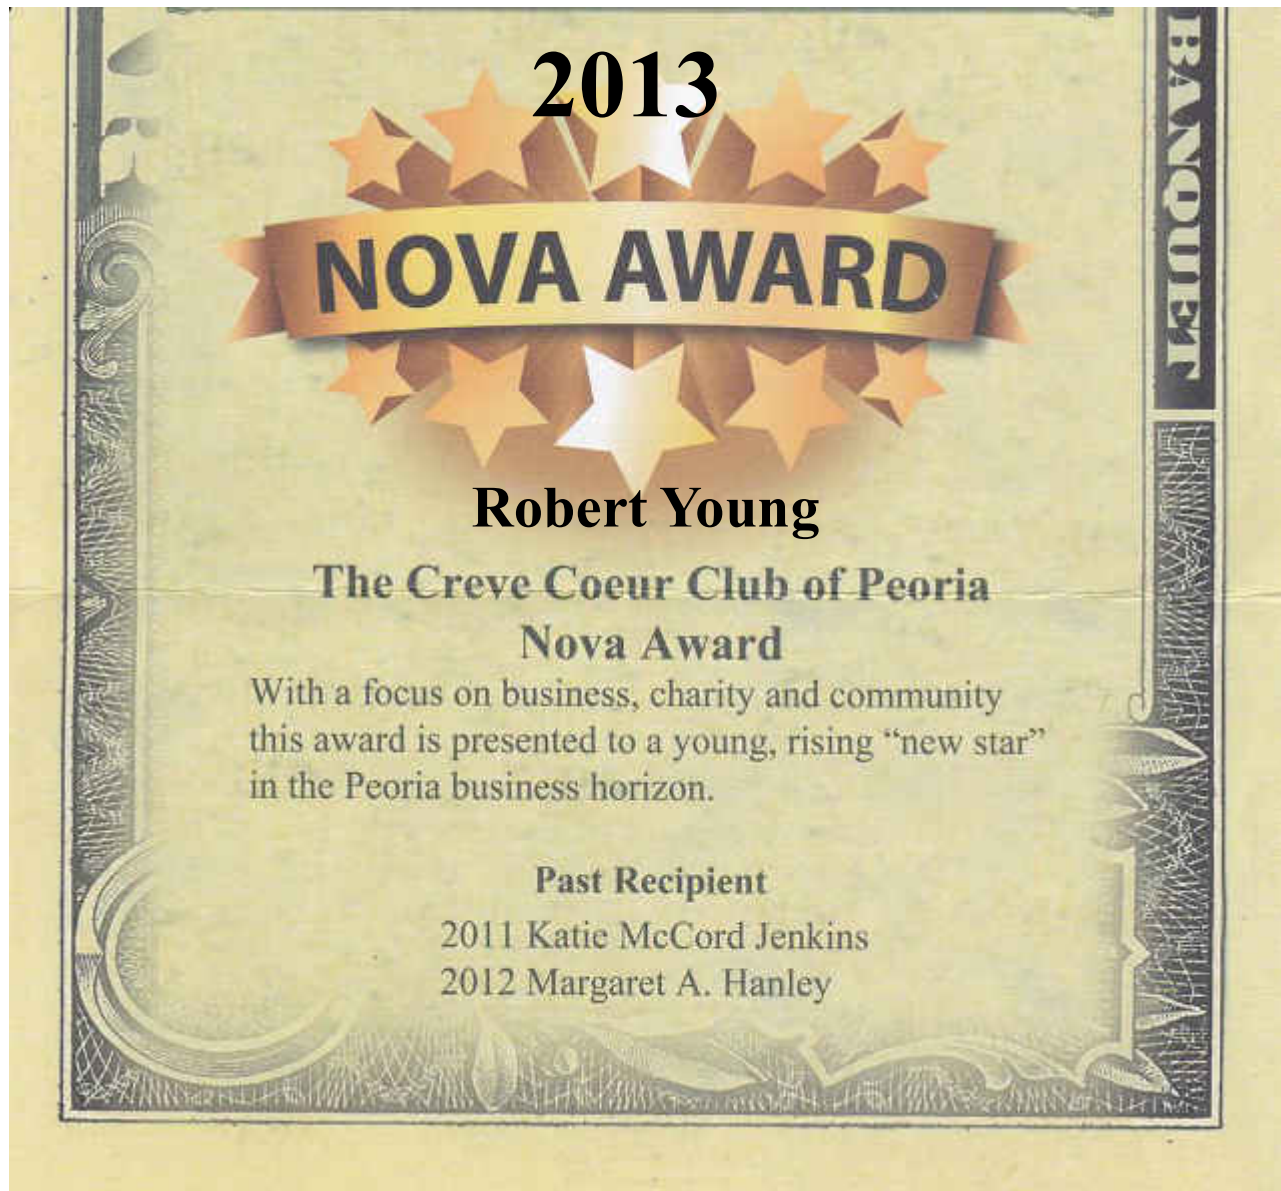 2013
NOVA AWARD
BANQUET
Robert Young
The Creve Coeur Club of Peoria
Nova Award
With a focus on business, charity and community
this award is presented to a young, rising “new star”
in the Peoria business horizon.
Past Recipient
2011 Katie McCord Jenkins
2012 Margaret A. Hanley